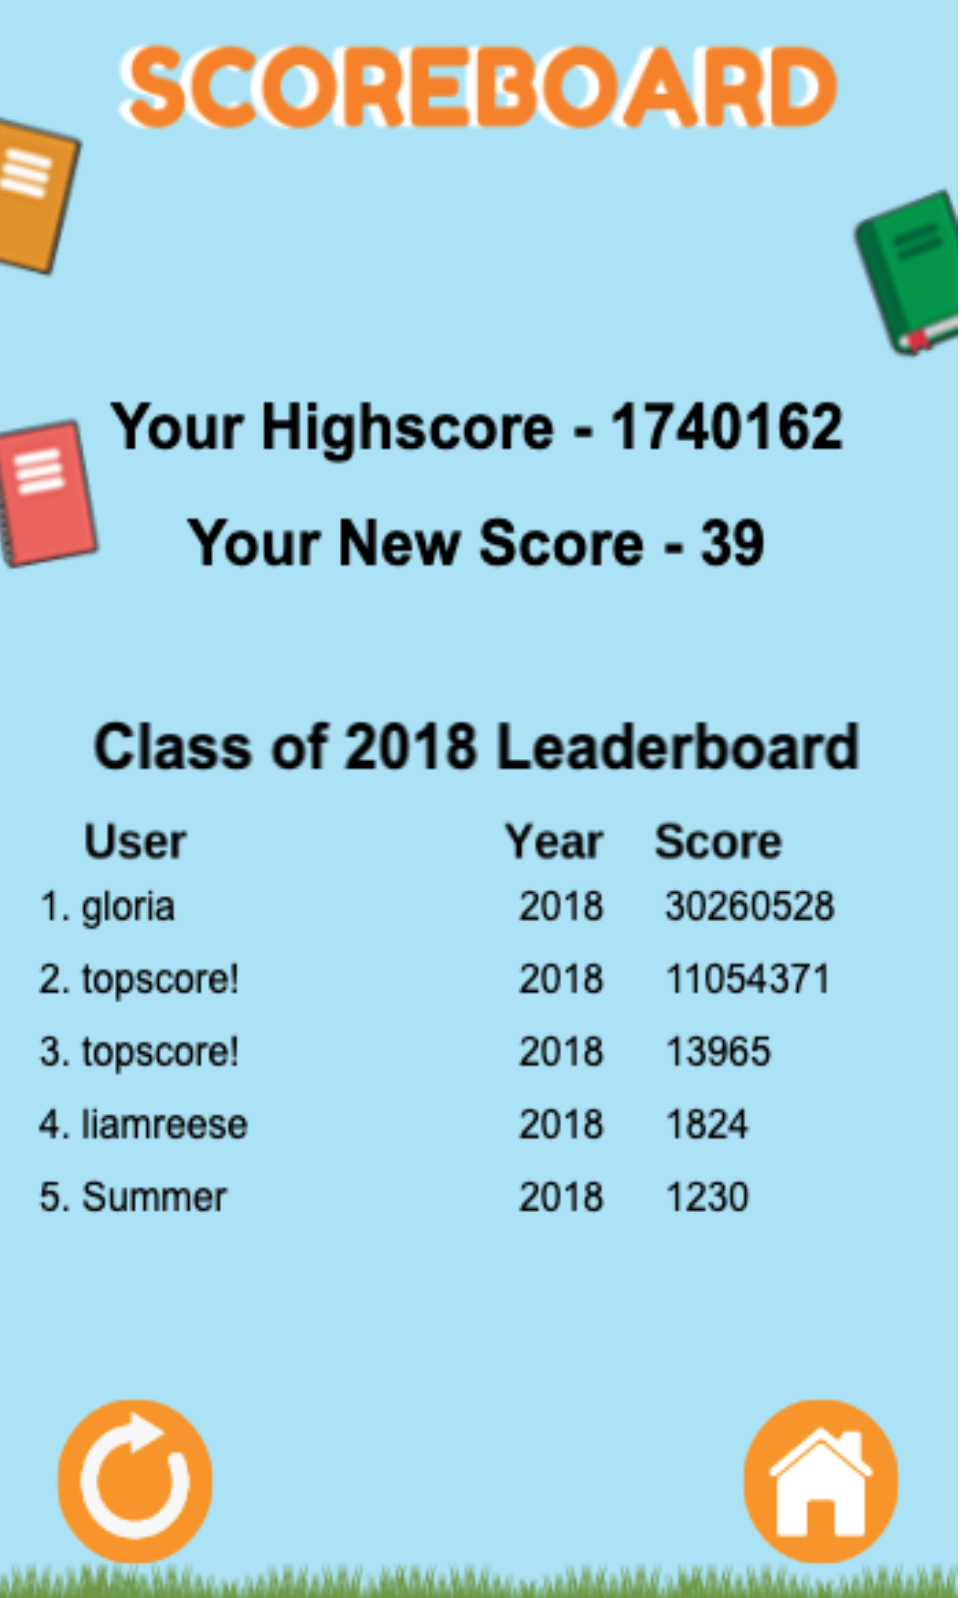 SCOREBOARD
Your Highscore - 1740162
Your New Score - 39
Class of 2018 Leaderboard
User Year Score
1. gloria 2018 30260528
2. topscore! 2018 11054371
3. topscore! 2018 13965
4. liamreese 2018 1824
5. Summer 2018 1230